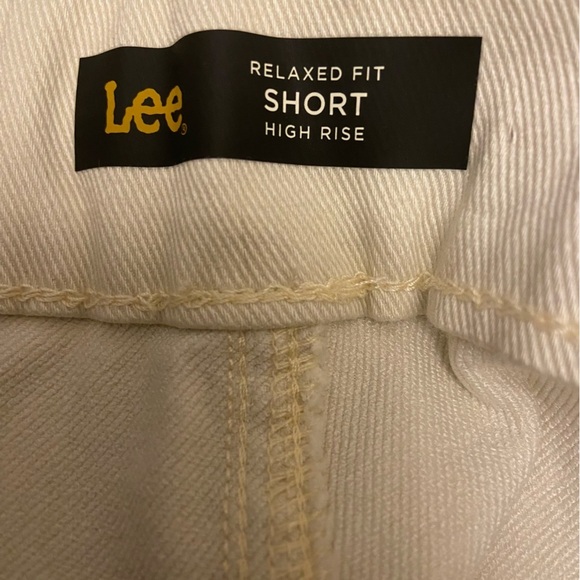 Lee®
RELAXED FIT
SHORT
HIGH RISE